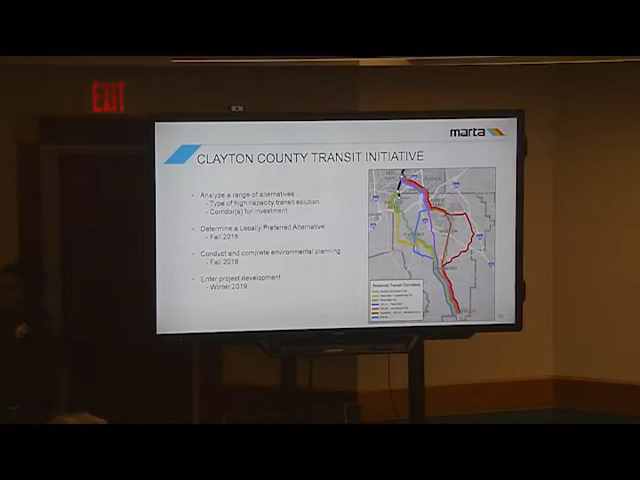 EXIT
marta
CLAYTON COUNTY TRANSIT INITIATIVE
- Analyze a range of alternatives
- Type of high capacity transit solution
- Corridor(s) for investment
- Determine a Locally Preferred Alternative
- Fall 2016
- Conduct and complete environmental planning
- Fall 2018
- Enter project development
- Winter 2019
Potential Transit Corridors